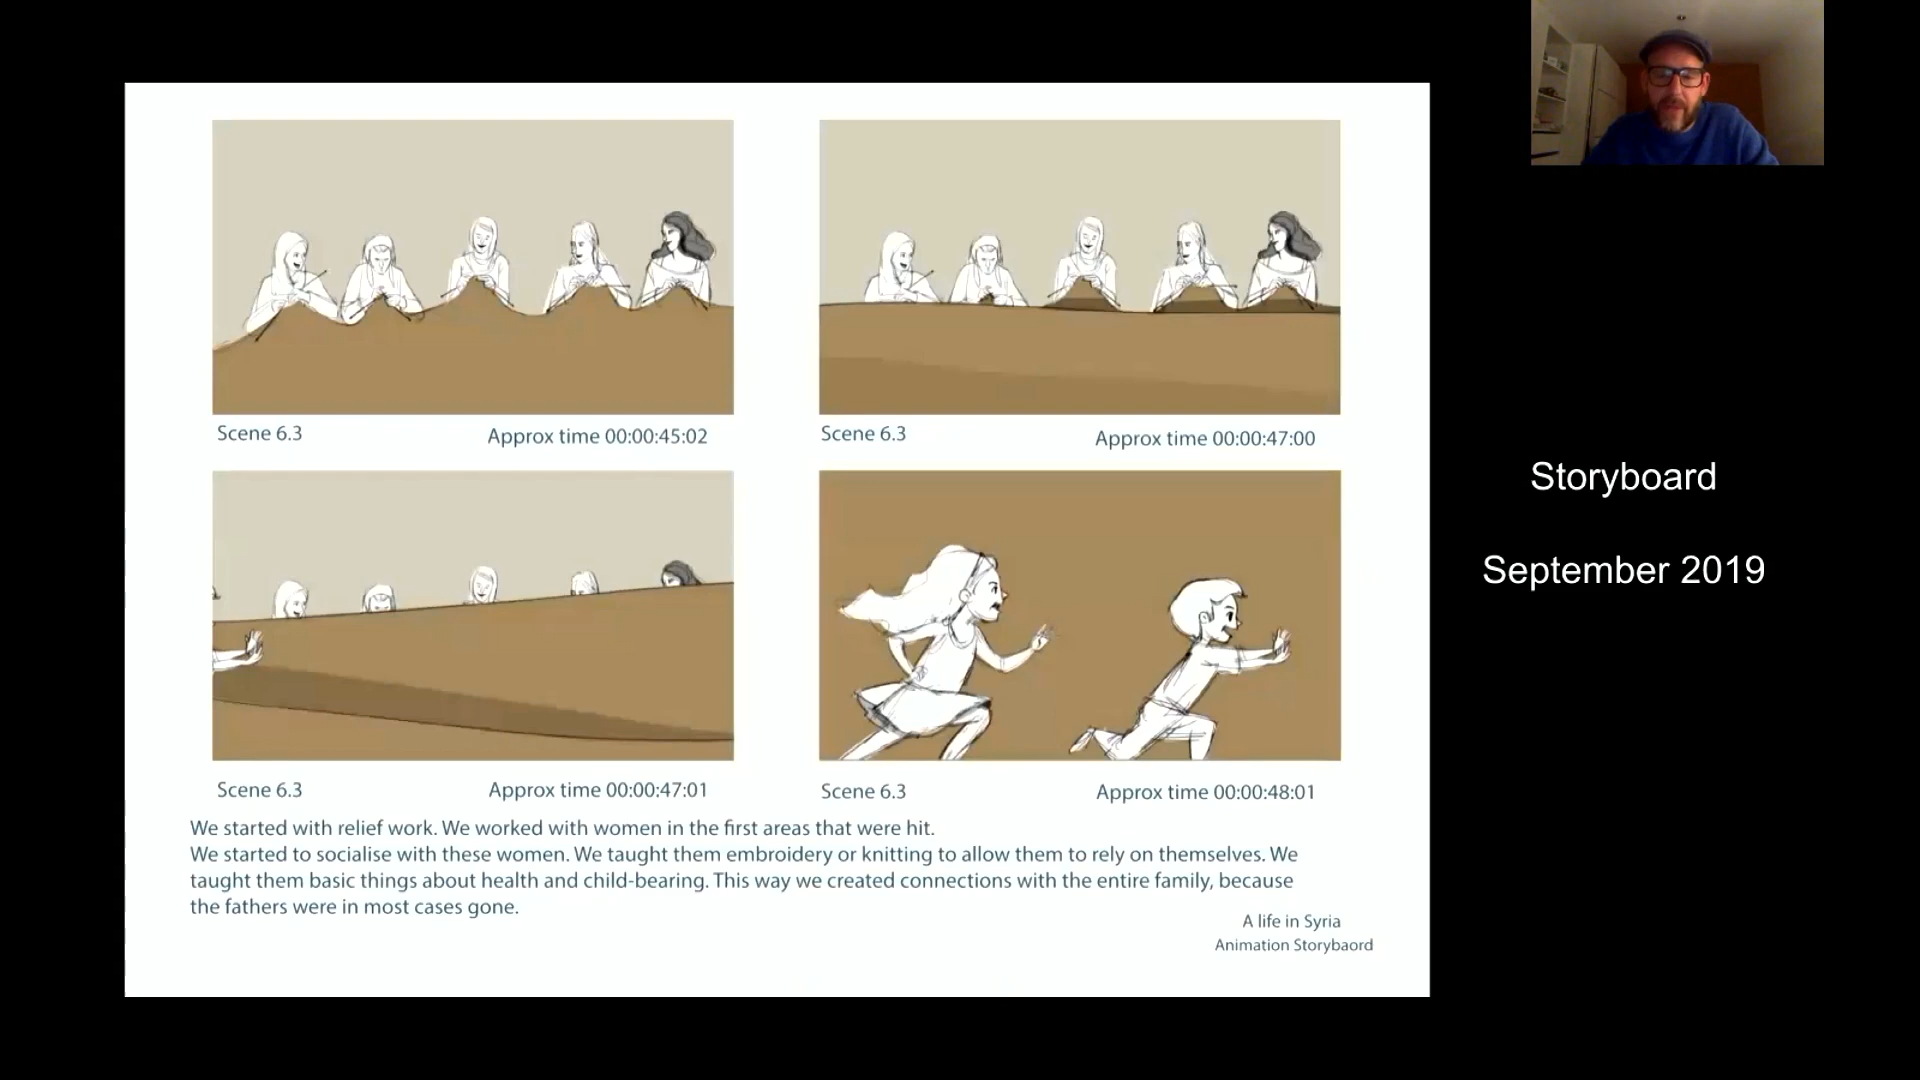 Scene 6.3
Approx time 00:00:45:02
Scene 6.3
Approx time 00:00:47:00
Scene 6.3
Approx time 00:00:47:01
Scene 6.3
Approx time 00:00:48:01
We started with relief work. We worked with women in the first areas that were hit.
We started to socialise with these women. We taught them embroidery or knitting to allow them to rely on themselves. We
taught them basic things about health and child-bearing. This way we created connections with the entire family, because
the fathers were in most cases gone.
A life in Syria
Animation Storybaord
Storyboard
September 2019